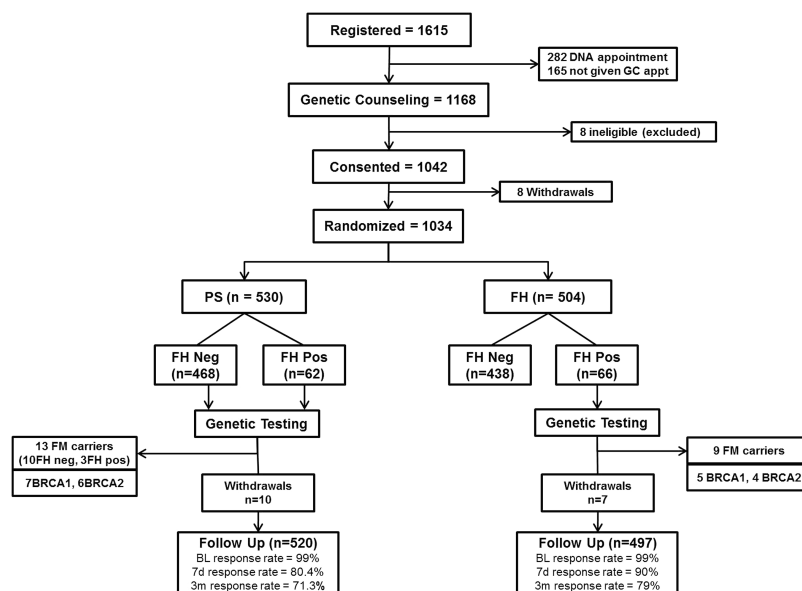 Registered = 1615
282 DNA appointment
165 not given GC appt
Genetic Counseling = 1168
8 ineligible (excluded)
Consented = 1042
8 Withdrawals
Randomized = 1034
PS (n = 530)
FH (n= 504)
FH Neg
(n=468)
FH Pos
(n=62)
FH Neg
(n=438)
FH Pos
(n=66)
Genetic Testing
Genetic Testing
13 FM carriers
(10FH neg, 3FH pos)
7BRCA1, 6BRCA2
9 FM carriers
5 BRCA1, 4 BRCA2
Withdrawals
n=10
Withdrawals
n=7
Follow Up (n=520)
BL response rate = 99%
7d response rate = 80.4%
3m response rate = 71.3%
Follow Up (n=497)
BL response rate = 99%
7d response rate = 90%
3m response rate = 79%